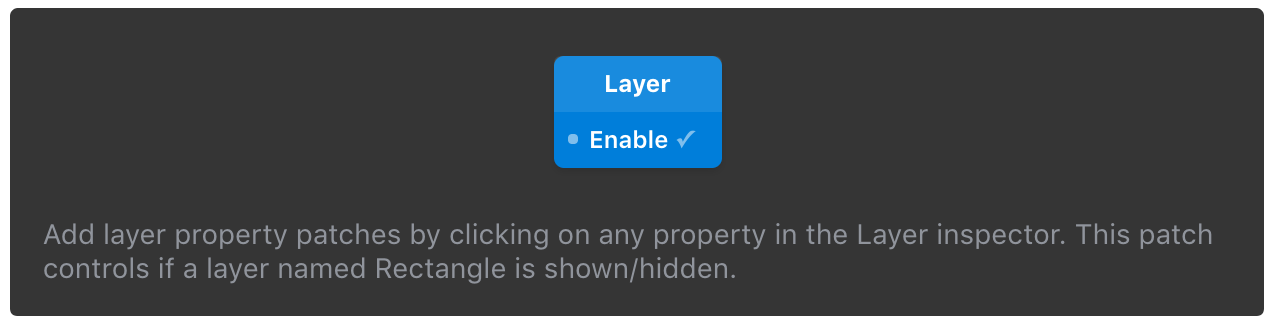 Layer
Enable ✓
Add layer property patches by clicking on any property in the Layer inspector. This patch
controls if a layer named Rectangle is shown/hidden.